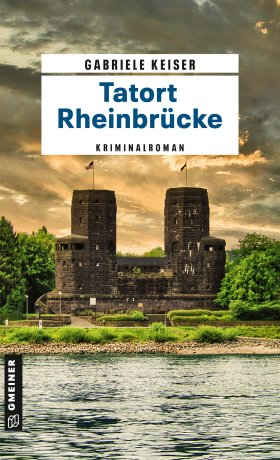 GABRIELE KEISER
Tatort
Rheinbrücke
KRIMINALROMAN
GMEINER